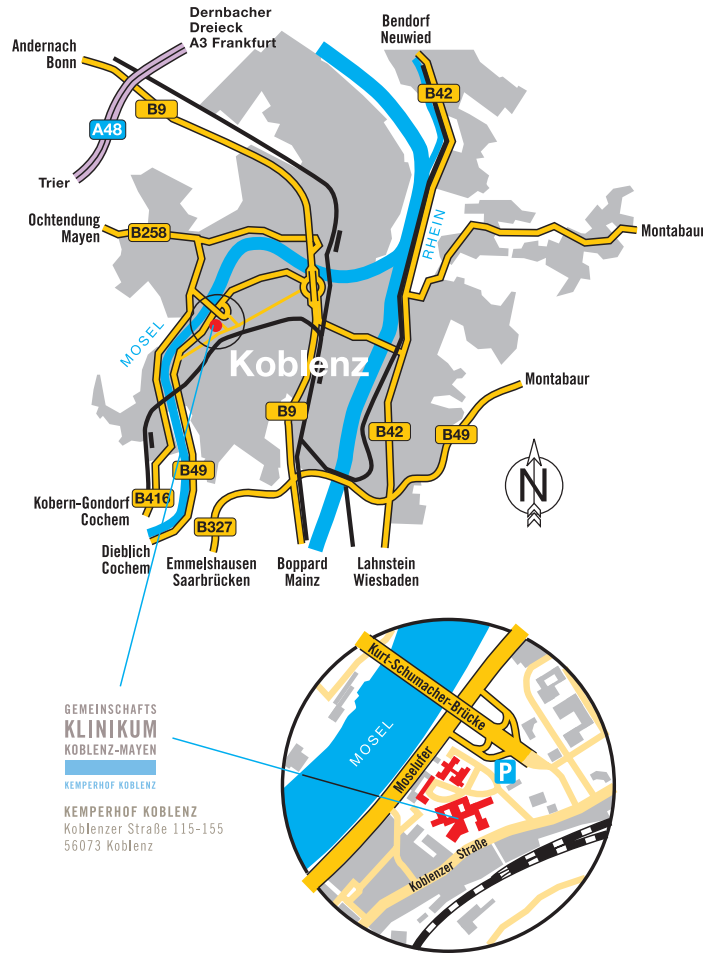 Dernbacher
Dreieck
A3 Frankfurt
Bendorf
Neuwied
Andernach
Bonn
B42
B9
A48
Trier
Ochtendung
Mayen
B258
RHEIN
Montabaur
MOSEL
Koblenz
Montabaur
B9
B42
B49
B49
N
Kobern-Gondorf
Cochem
B416
B327
Dieblich
Cochem
Emmelshausen
Saarbrücken
Boppard
Mainz
Lahnstein
Wiesbaden
Kurt-Schumacher-Brücke
MOSEL
Moselufer
P
Koblenzer Straße
GEMEINSCHAFTS
KLINIKUM
KOBLENZ-MAYEN
KEMPERHOF KOBLENZ
KEMPERHOF KOBLENZ
Koblenzer Straße 115-155
56073 Koblenz